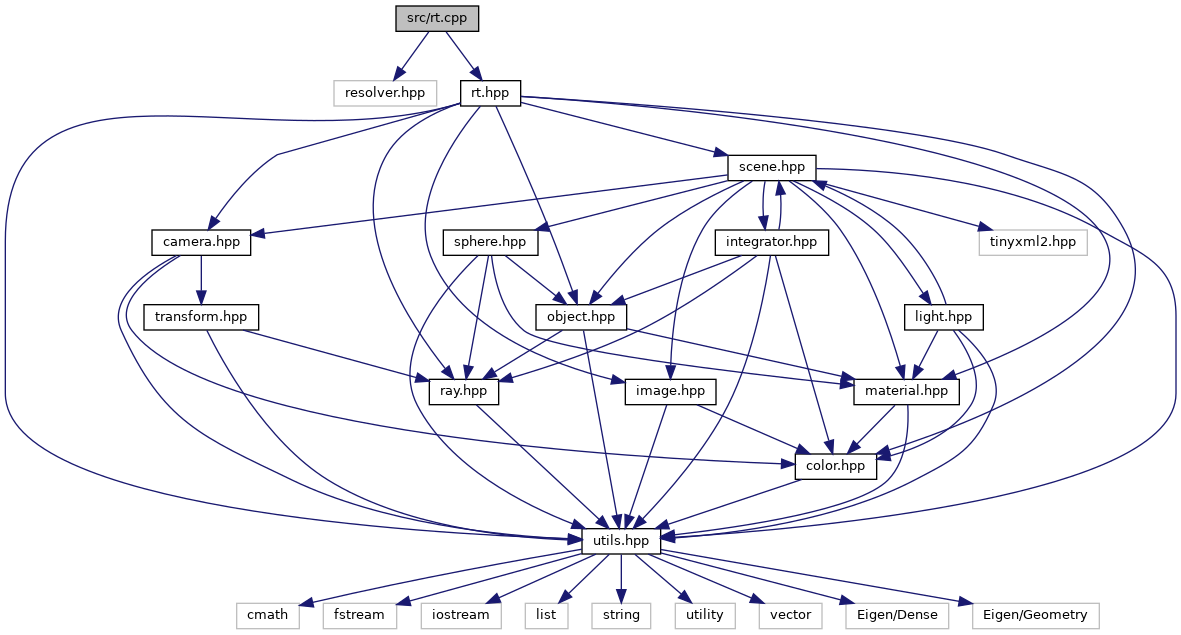 src/rt.cpp
resolver.hpp
rt.hpp
scene.hpp
camera.hpp
sphere.hpp
integrator.hpp
tinyxml2.hpp
transform.hpp
object.hpp
light.hpp
ray.hpp
image.hpp
material.hpp
color.hpp
utils.hpp
cmath
fstream
iostream
list
string
utility
vector
Eigen/Dense
Eigen/Geometry